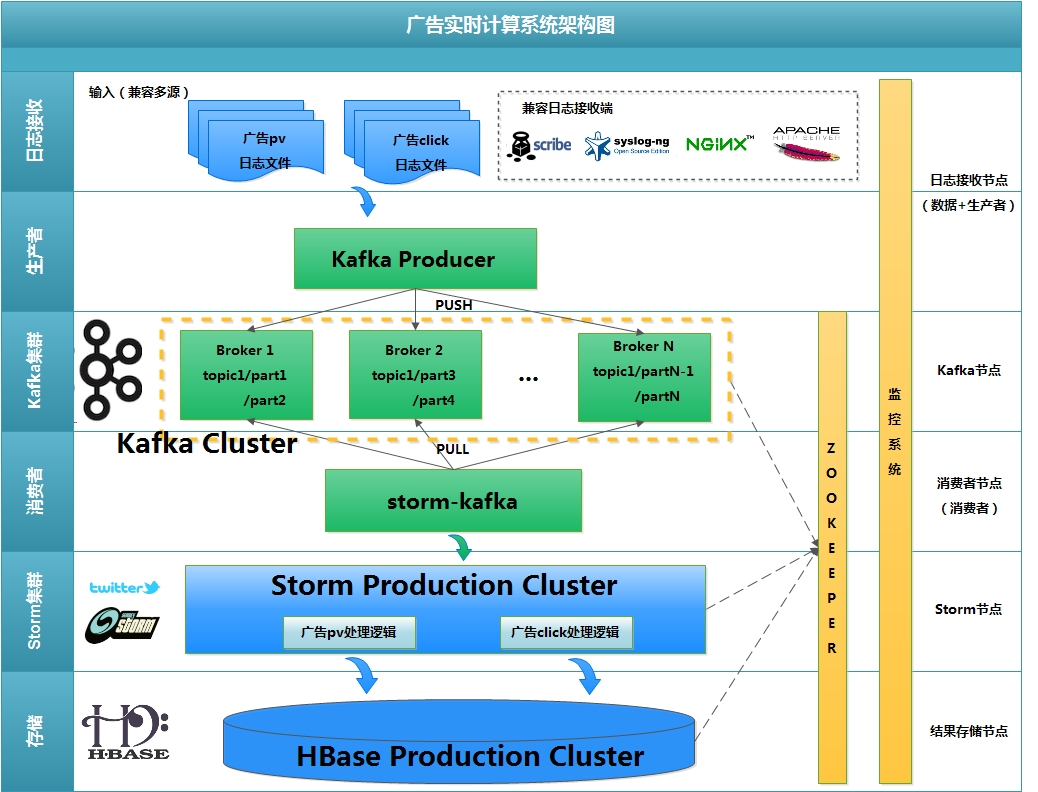 广告实时计算系统架构图
日志接收
输入（兼容多源）
广告pv
日志文件
广告click
日志文件
兼容日志接收端
scribe
syslog-ng
Open Source Edition
NGINX™
APACHE
HTTP SERVER
日志接收节点
（数据+生产者）
生产者
Kafka Producer
PUSH
Kafka集群
Broker 1
topic1/part1
/part2
Broker 2
topic1/part3
/part4
...
Broker N
topic1/partN-1
/partN
Kafka节点
Kafka Cluster
PULL
消费者
storm-kafka
消费者节点
（消费者）
Storm集群
twitter
STORM
Storm Production Cluster
广告pv处理逻辑
广告click处理逻辑
Storm节点
存储
H·BASE
HBase Production Cluster
结果存储节点
ZOOKEEPER
监控系统